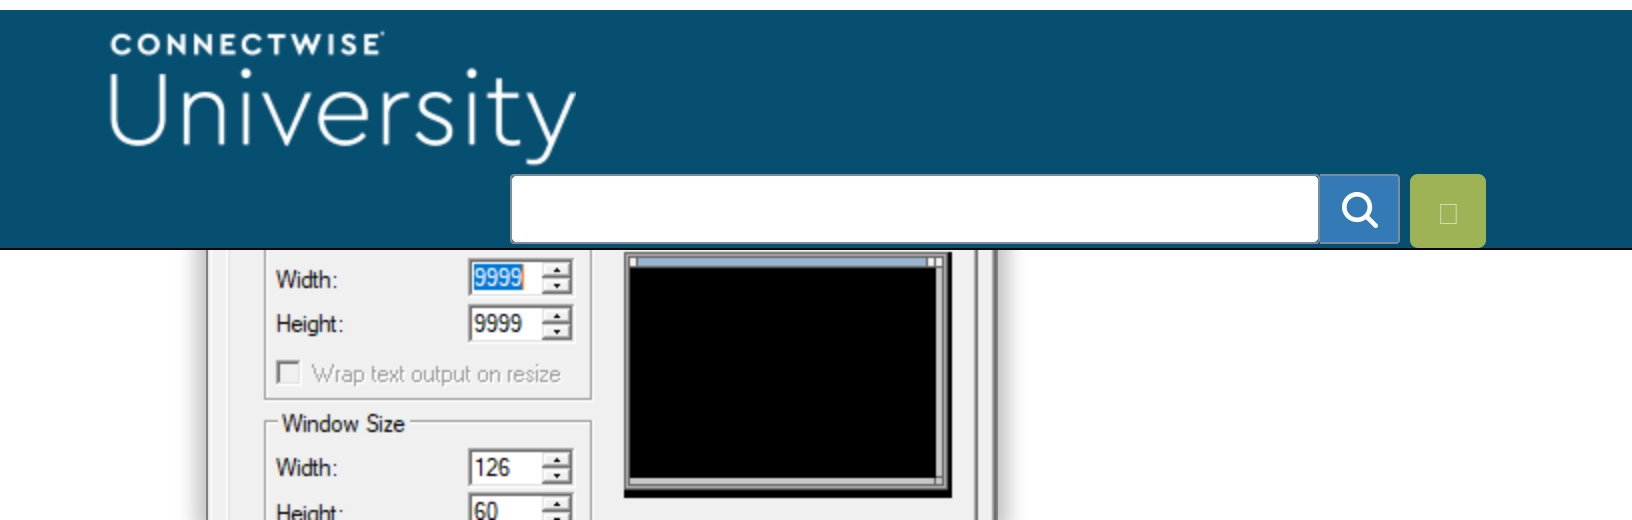 CONNECTWISE
University
Width: 9999
Height: 9999
Wrap text output on resize
Window Size
Width: 126
Height: 60